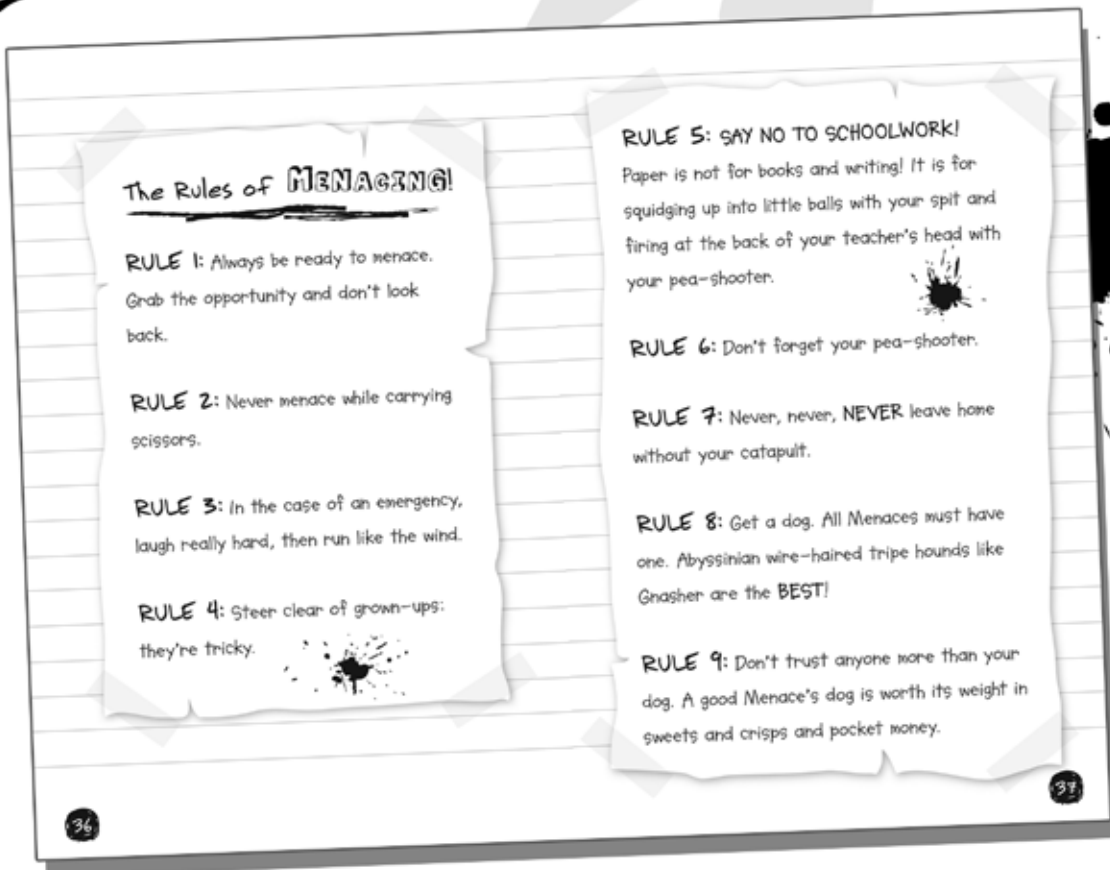 The Rules of MENACING!
RULE 1: Always be ready to menace.
Grab the opportunity and don't look
back.
RULE 2: Never menace while carrying
scissors.
RULE 3: In the case of an emergency,
laugh really hard, then run like the wind.
RULE 4: Steer clear of grown-ups:
they're tricky.
36
RULE 5: SAY NO TO SCHOOLWORK!
Paper is not for books and writing! It is for
squidging up into little balls with your spit and
firing at the back of your teacher's head with
your pea-shooter.
RULE 6: Don't forget your pea-shooter.
RULE 7: Never, never, NEVER leave home
without your catapult.
RULE 8: Get a dog. All Menaces must have
one. Abyssinian wire-haired tripe hounds like
Gnasher are the BEST!
RULE 9: Don't trust anyone more than your
dog. A good Menace's dog is worth its weight in
sweets and crisps and pocket money.
37